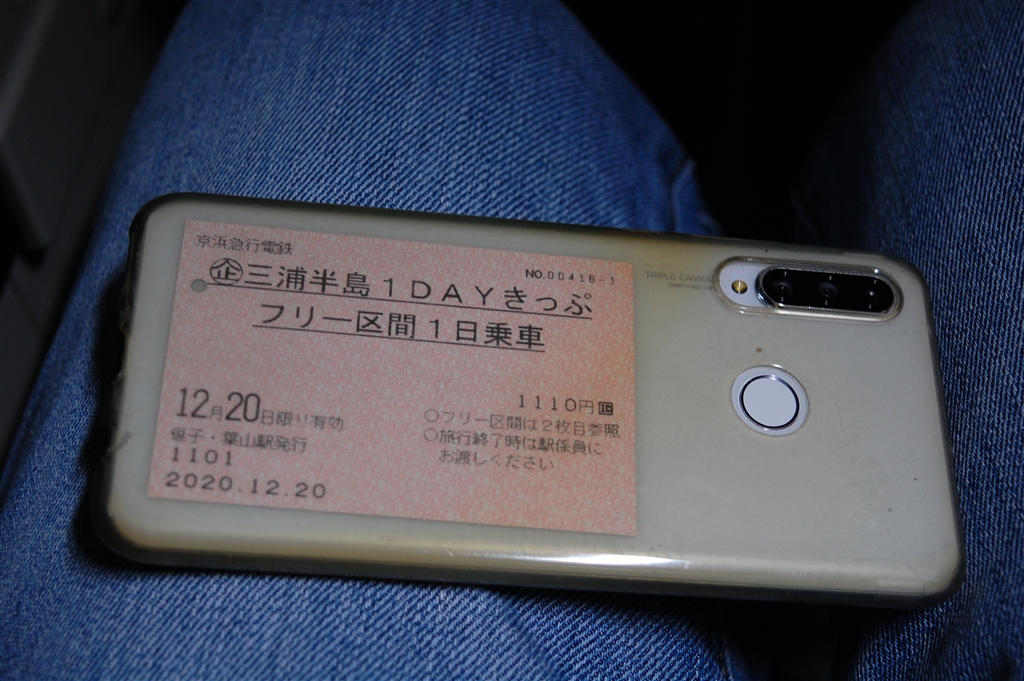 京浜急行電鉄
NO.00416-1
企三浦半島1DAYきっぷ
フリー区間1日乗車
12月20日限り有効
逗子・葉山駅発行
1101
2020.12.20
1110円
○フリー区間は2枚目参照
○旅行終了時は駅係員に
お渡しください
TRIPLE CAMERA